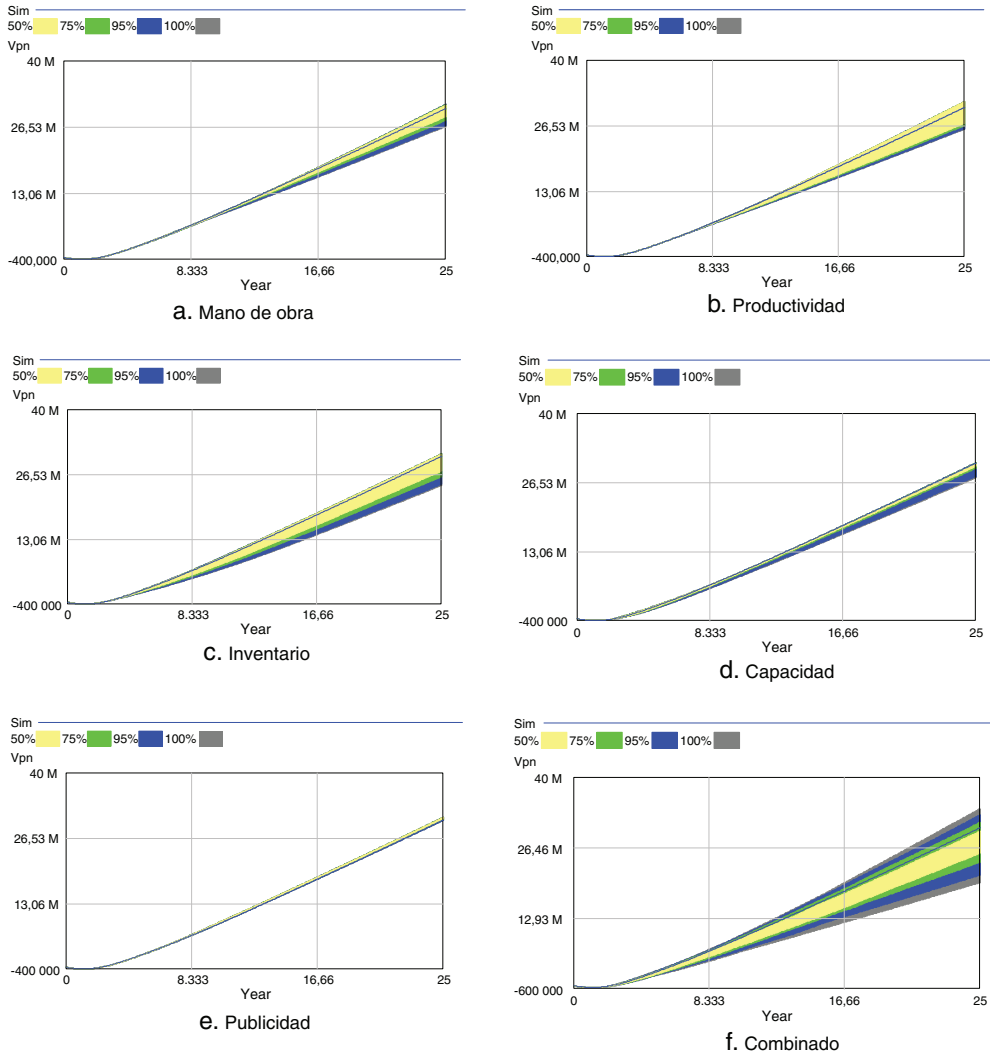 Sim
50% 75% 95% 100%
Vpn
40 M
26,53 M
13,06 M
-400,000
0 8.333 16,66 25
Year
a. Mano de obra
Sim
50% 75% 95% 100%
Vpn
40 M
26,53 M
13,06 M
-400,000
0 8.333 16,66 25
Year
b. Productividad
Sim
50% 75% 95% 100%
Vpn
40 M
26,53 M
13,06 M
-400 000
0 8.333 16,66 25
Year
c. Inventario
Sim
50% 75% 95% 100%
Vpn
40 M
26,53 M
13,06 M
-400 000
0 8.333 16,66 25
Year
d. Capacidad
Sim
50% 75% 95% 100%
Vpn
40 M
26,53 M
13,06 M
-400 000
0 8.333 16,66 25
Year
e. Publicidad
Sim
50% 75% 95% 100%
Vpn
40 M
26,46 M
12,93 M
-600 000
0 8.333 16,66 25
Year
f. Combinado